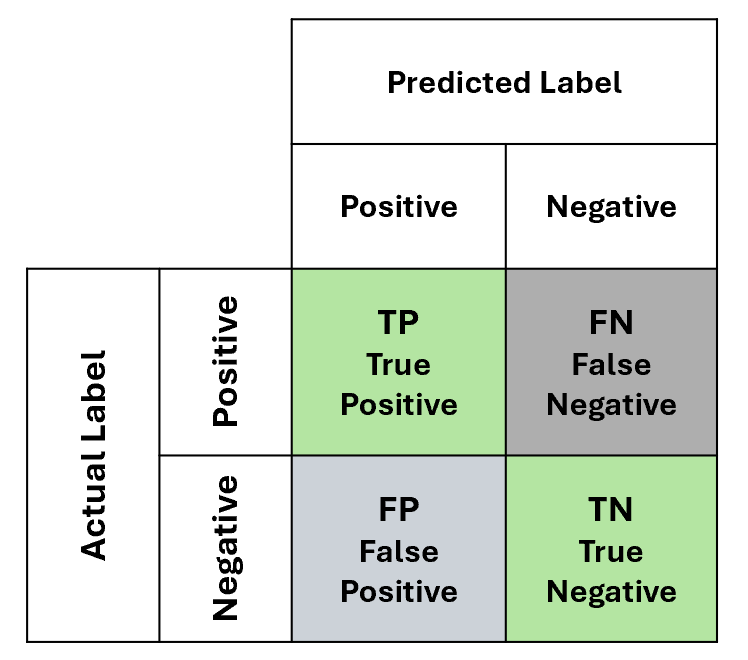 Predicted Label
Positive
Negative
Actual Label
Positive
TP
True
Positive
FN
False
Negative
Negative
FP
False
Positive
TN
True
Negative